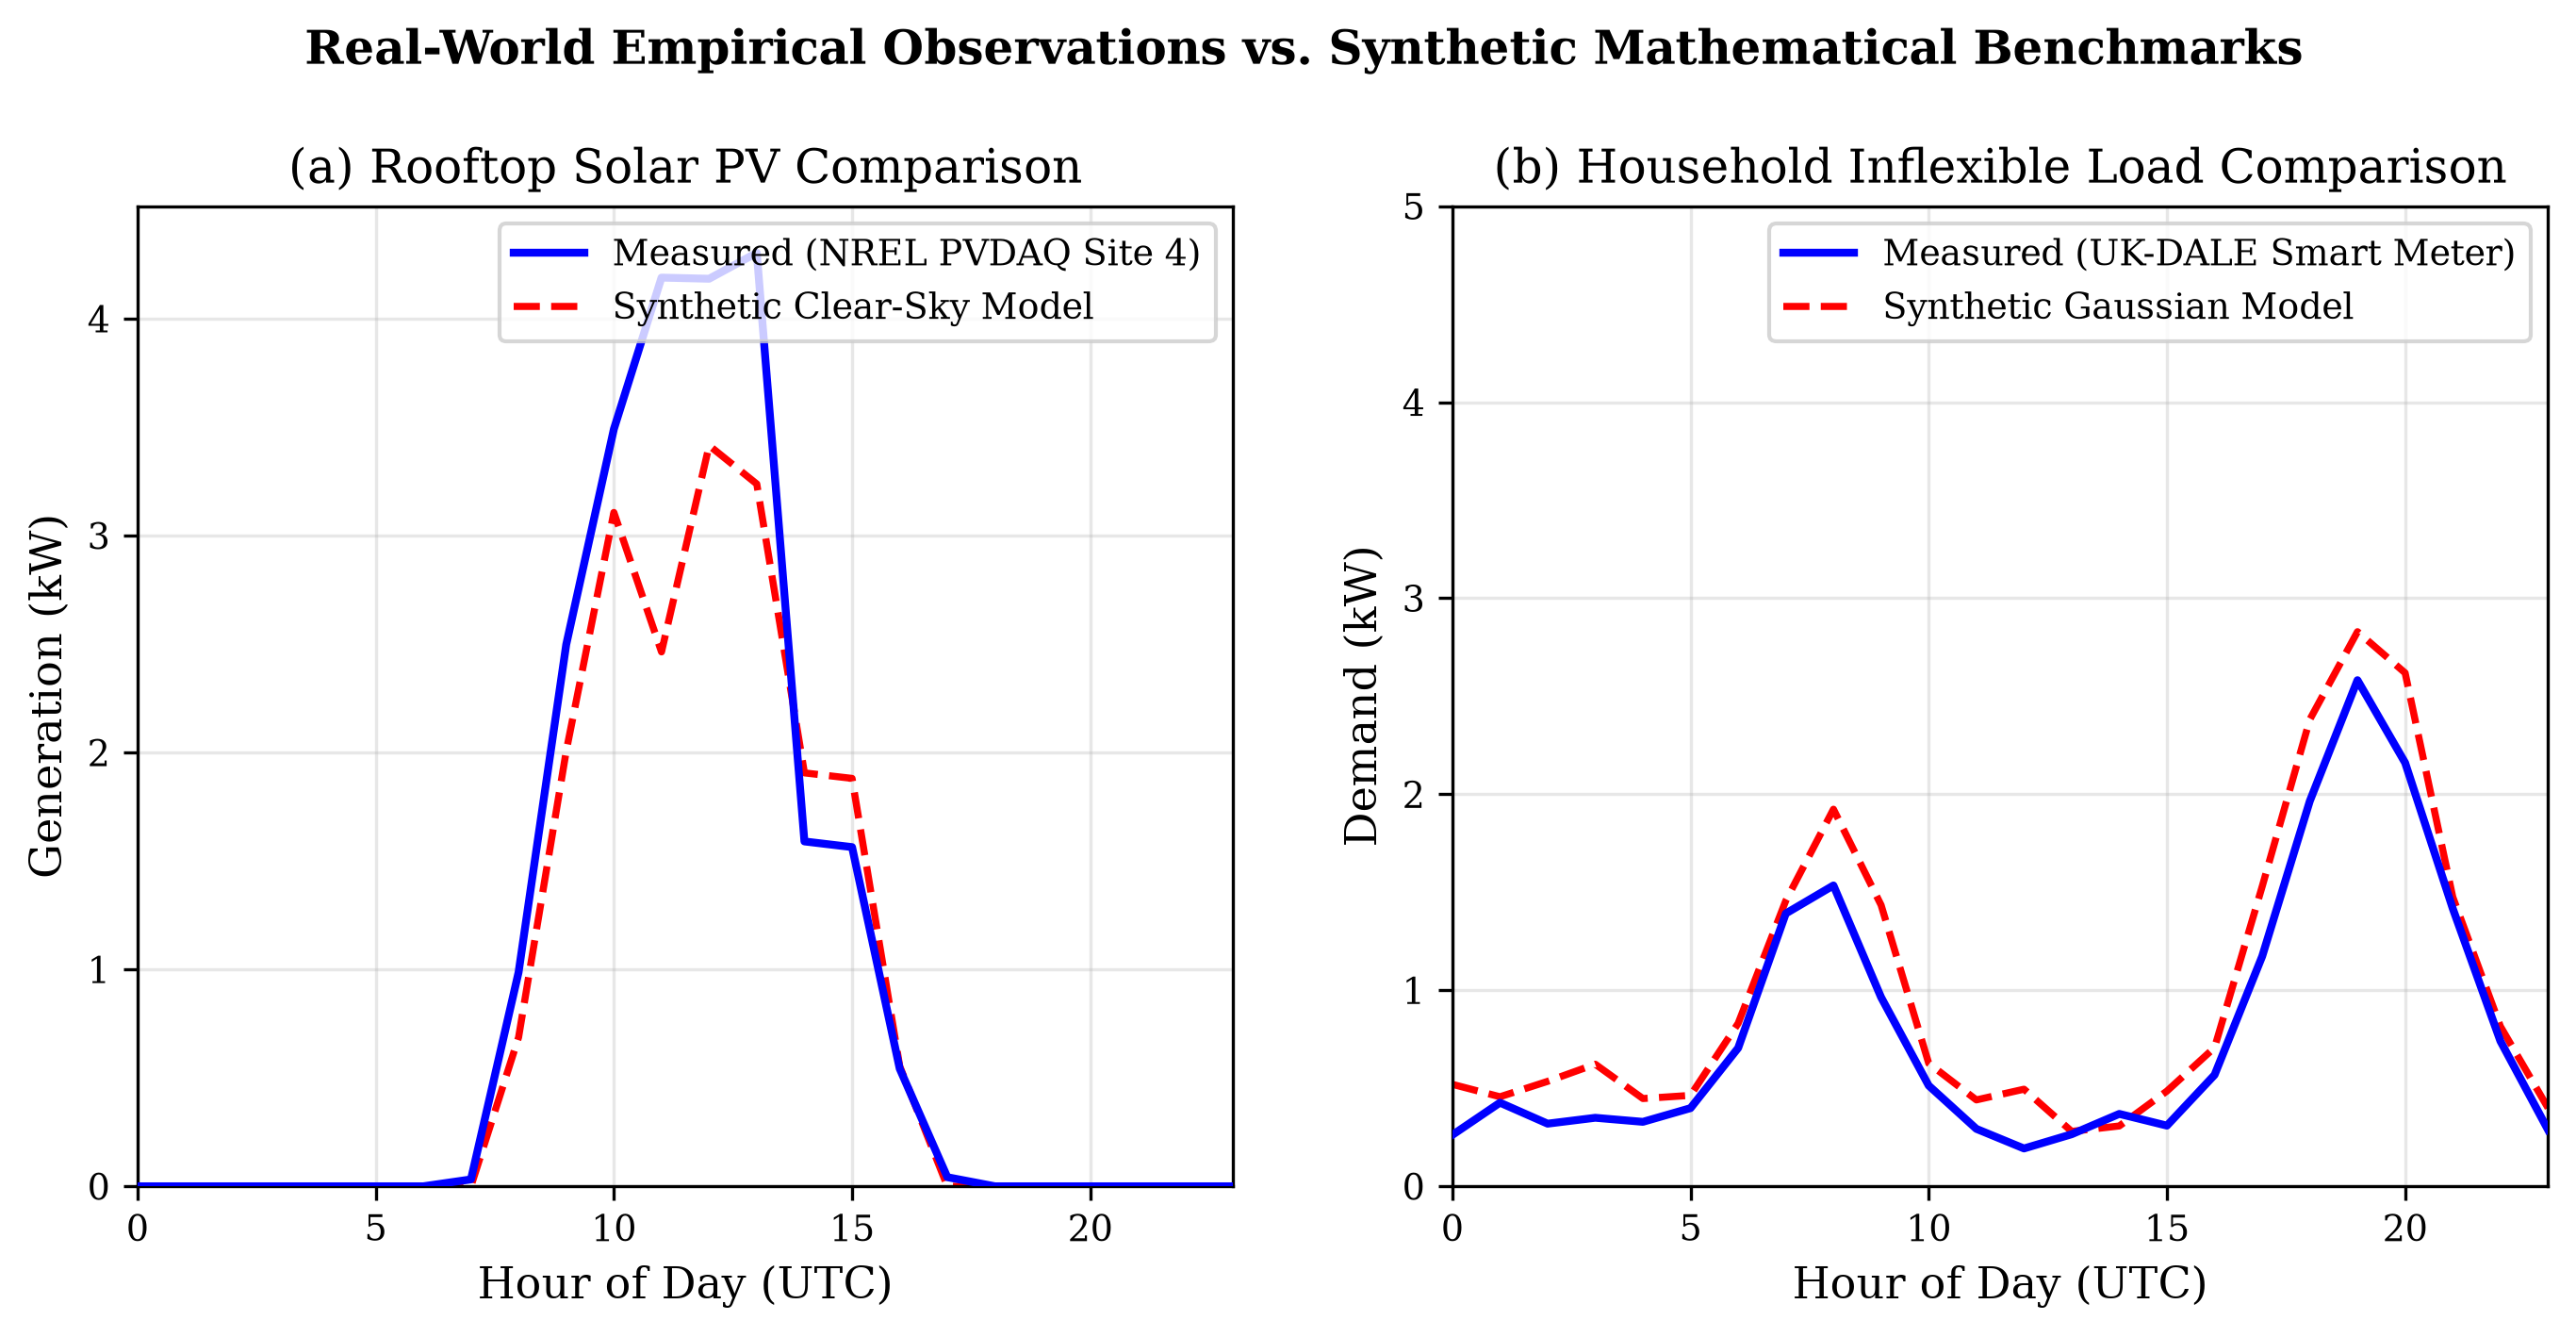 Real-World Empirical Observations vs. Synthetic Mathematical Benchmarks
(a) Rooftop Solar PV Comparison
Measured (NREL PVDAQ Site 4)
Synthetic Clear-Sky Model
Generation (kW)
4
3
2
1
0
0 5 10 15 20
Hour of Day (UTC)
(b) Household Inflexible Load Comparison
Measured (UK-DALE Smart Meter)
Synthetic Gaussian Model
Demand (kW)
5
4
3
2
1
0
0 5 10 15 20
Hour of Day (UTC)